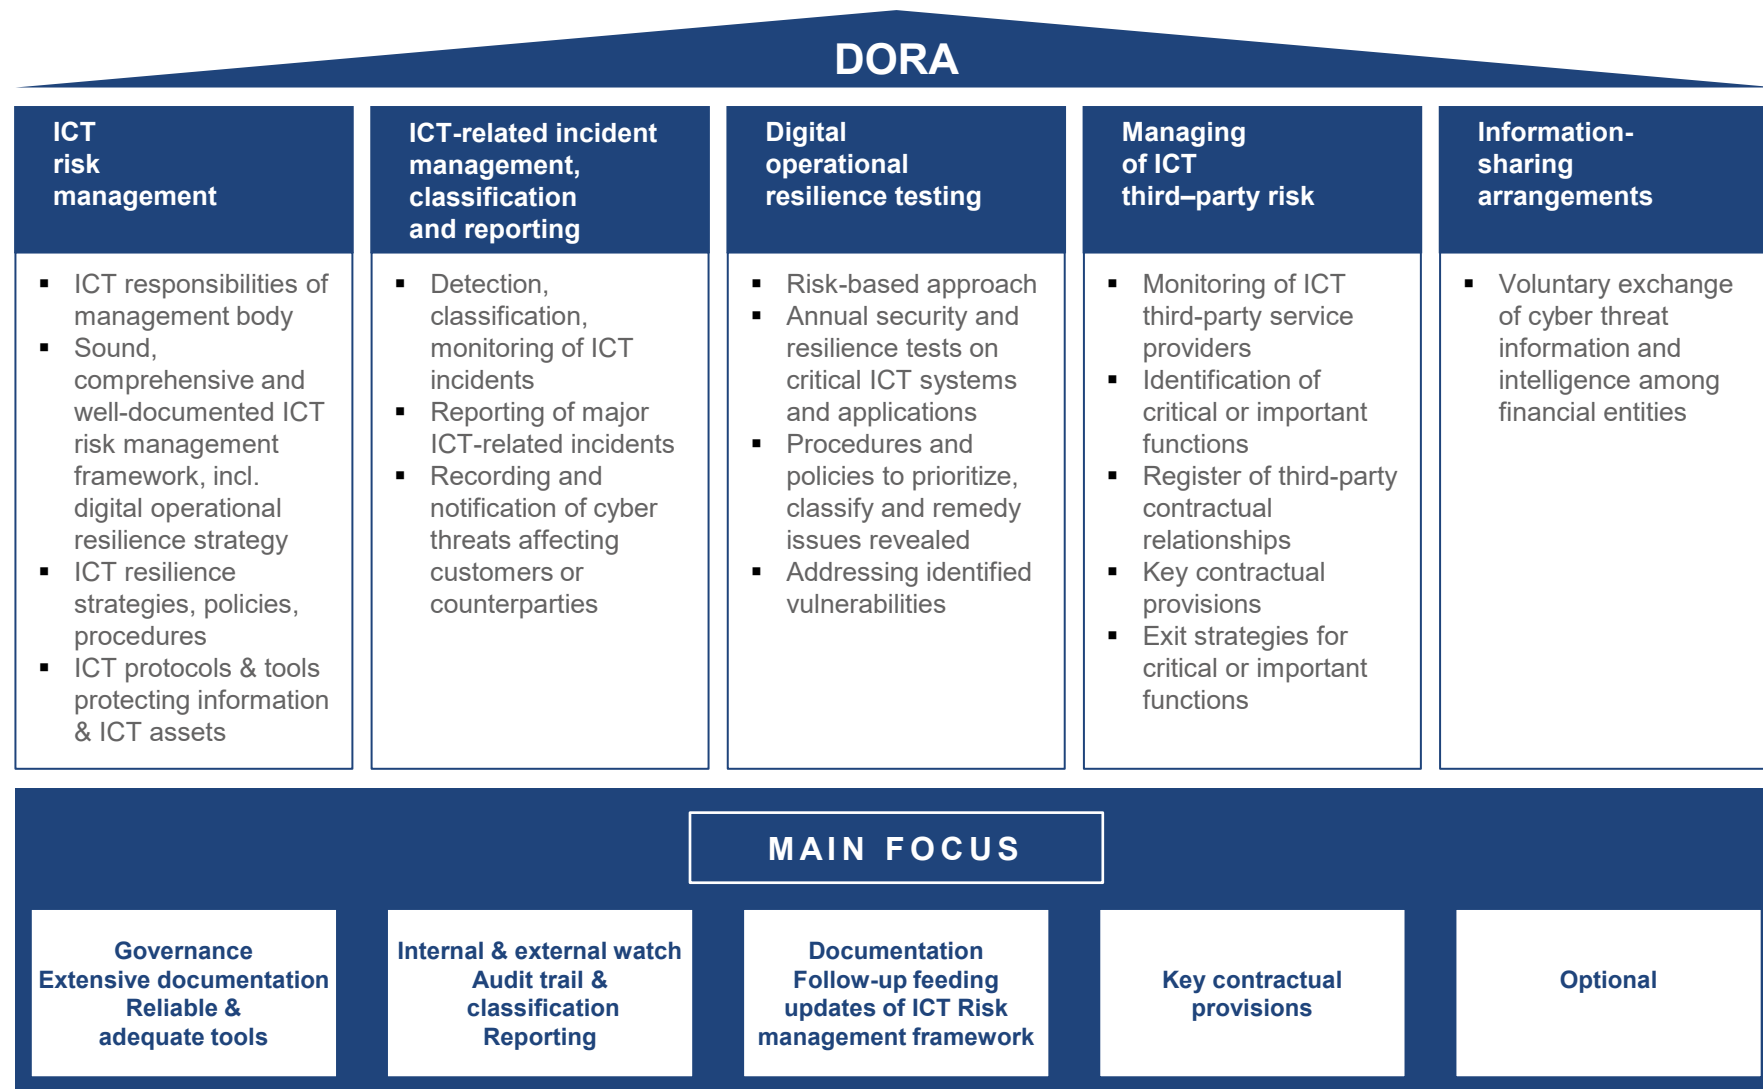 DORA
ICT
risk
management
ICT-related incident
management,
classification
and reporting
Digital
operational
resilience testing
Managing
of ICT
third–party risk
Information-
sharing
arrangements
▪ ICT responsibilities of
management body
▪ Sound,
comprehensive and
well-documented ICT
risk management
framework, incl.
digital operational
resilience strategy
▪ ICT resilience
strategies, policies,
procedures
▪ ICT protocols & tools
protecting information
& ICT assets
▪ Detection,
classification,
monitoring of ICT
incidents
▪ Reporting of major
ICT-related incidents
▪ Recording and
notification of cyber
threats affecting
customers or
counterparties
▪ Risk-based approach
▪ Annual security and
resilience tests on
critical ICT systems
and applications
▪ Procedures and
policies to prioritize,
classify and remedy
issues revealed
▪ Addressing identified
vulnerabilities
▪ Monitoring of ICT
third-party service
providers
▪ Identification of
critical or important
functions
▪ Register of third-party
contractual
relationships
▪ Key contractual
provisions
▪ Exit strategies for
critical or important
functions
▪ Voluntary exchange
of cyber threat
information and
intelligence among
financial entities
MAIN FOCUS
Governance
Extensive documentation
Reliable &
adequate tools
Internal & external watch
Audit trail &
classification
Reporting
Documentation
Follow-up feeding
updates of ICT Risk
management framework
Key contractual
provisions
Optional